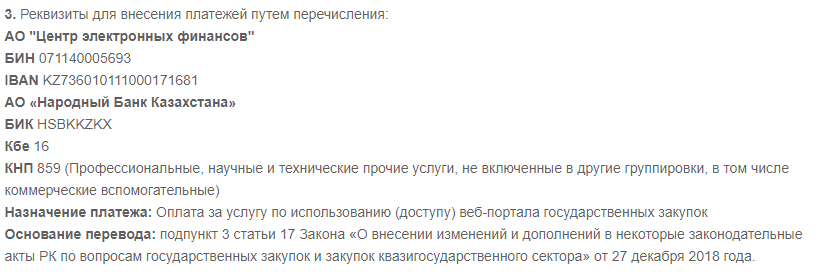 3. Реквизиты для внесения платежей путем перечисления:
АО "Центр электронных финансов"
БИН 071140005693
IBAN KZ736010111000171681
АО «Народный Банк Казахстана»
БИК HSBKKZKX
Кбе 16
КНП 859 (Профессиональные, научные и технические прочие услуги, не включенные в другие группировки, в том числе
коммерческие вспомогательные)
Назначение платежа: Оплата за услугу по использованию (доступу) веб-портала государственных закупок
Основание перевода: подпункт 3 статьи 17 Закона «О внесении изменений и дополнений в некоторые законодательные
акты РК по вопросам государственных закупок и закупок квазигосударственного сектора» от 27 декабря 2018 года.